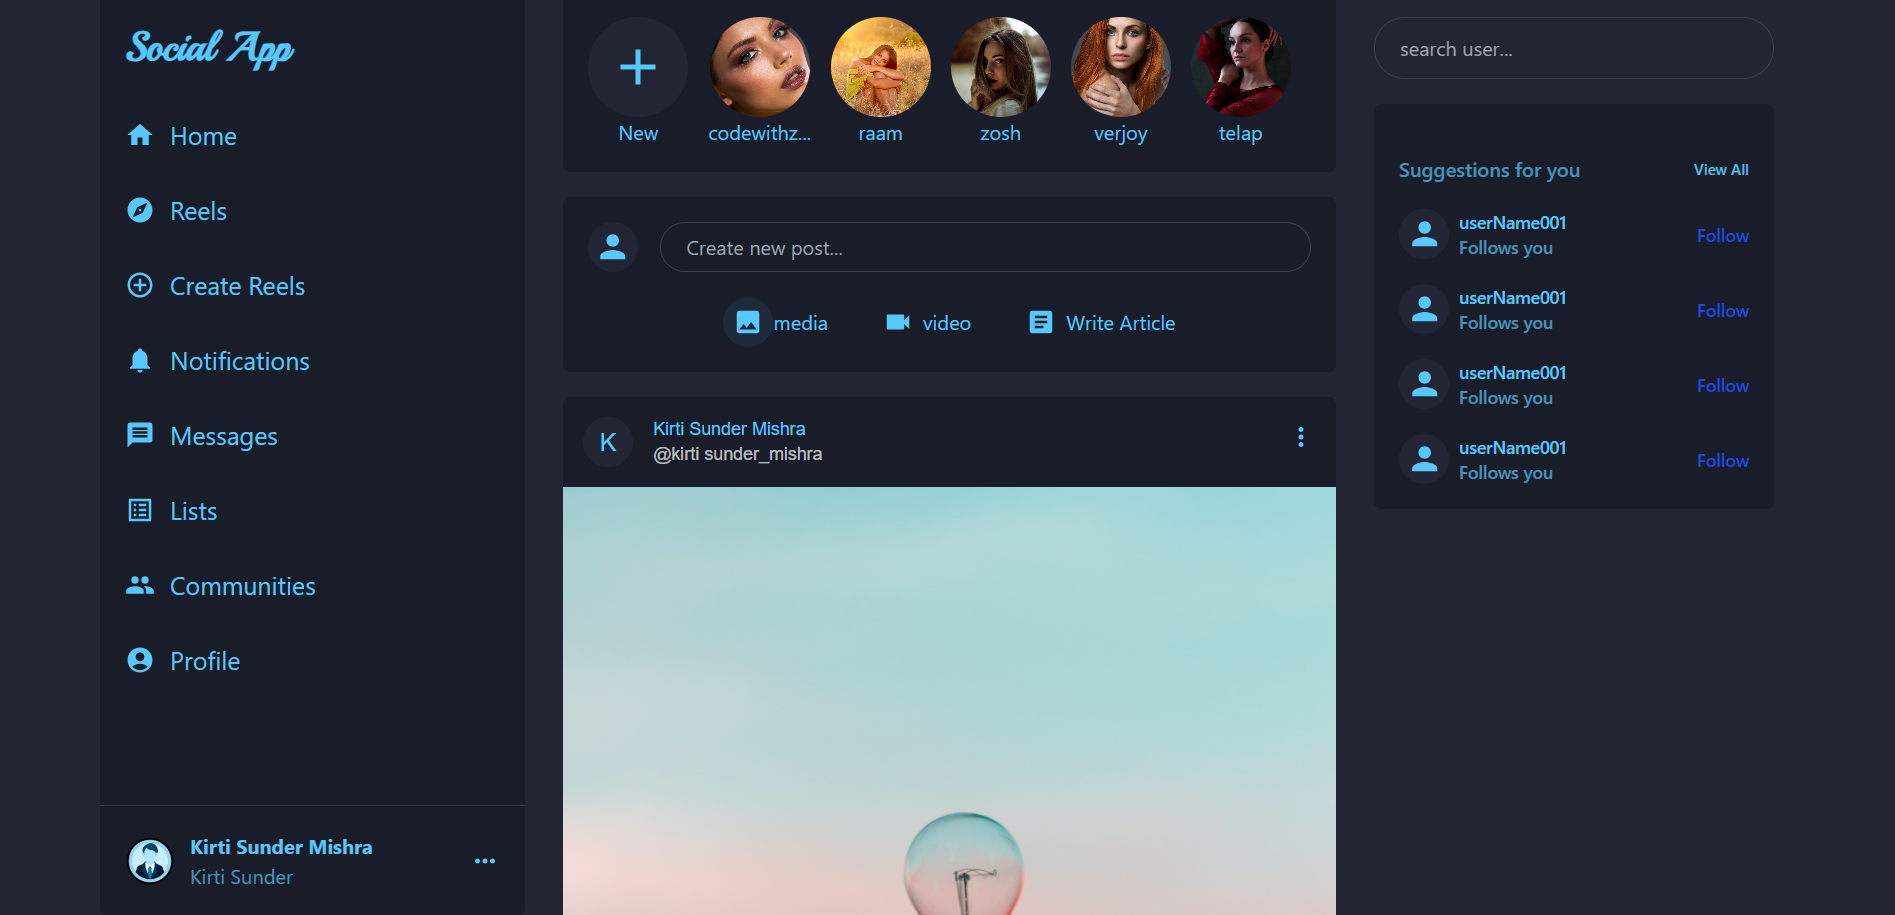 Social App
Home
Reels
Create Reels
Notifications
Messages
Lists
Communities
Profile
Kirti Sunder Mishra
Kirti Sunder
New
codewithz...
raam
zosh
verjoy
telap
Create new post...
media
video
Write Article
K
Kirti Sunder Mishra
@kirti sunder_mishra
search user...
Suggestions for you
View All
userName001
Follows you
Follow
userName001
Follows you
Follow
userName001
Follows you
Follow
userName001
Follows you
Follow